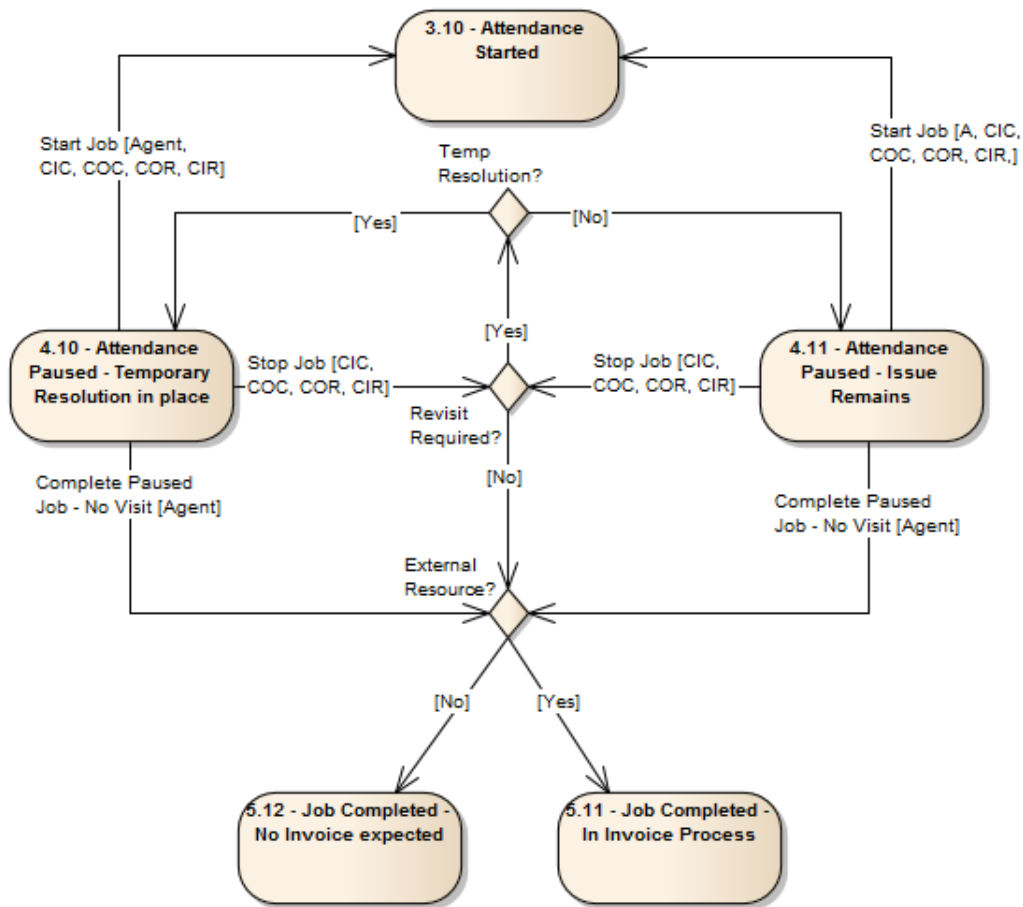 3.10 - Attendance
Started
Start Job [Agent,
CIC, COC, COR, CIR]
Start Job [A, CIC,
COC, COR, CIR,]
Temp
Resolution?
[Yes]
[No]
[Yes]
4.10 - Attendance
Paused - Temporary
Resolution in place
Stop Job [CIC,
COC, COR, CIR]
Stop Job [CIC,
COC, COR, CIR]
4.11 - Attendance
Paused - Issue
Remains
Revisit
Required?
[No]
Complete Paused
Job - No Visit [Agent]
Complete Paused
Job - No Visit [Agent]
External
Resource?
[No]
[Yes]
5.12 - Job Completed -
No Invoice expected
5.11 - Job Completed -
In Invoice Process